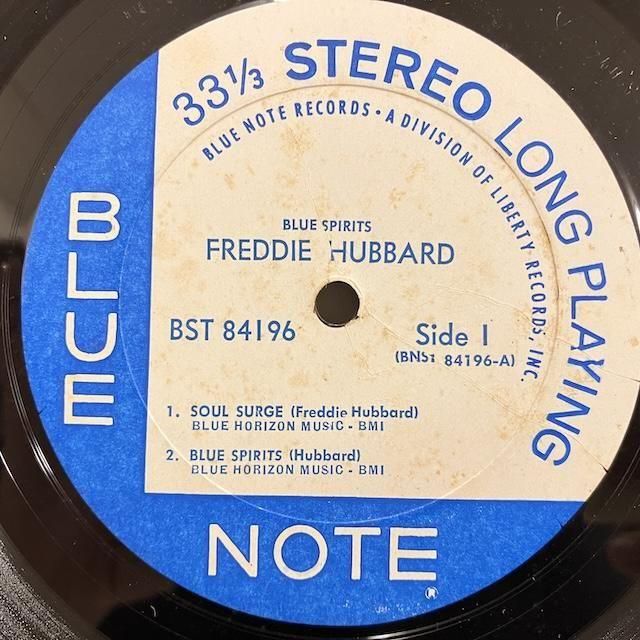 33⅓ STEREO LONG PLAYING
BLUE NOTE RECORDS • A DIVISION OF LIBERTY RECORDS, INC.
BLUE SPIRITS
FREDDIE HUBBARD
BST 84196
Side 1
(BNST 84196-A)
1. SOUL SURGE (Freddie Hubbard)
BLUE HORIZON MUSIC - BMI
2. BLUE SPIRITS (Hubbard)
BLUE HORIZON MUSIC - BMI
BLUE
NOTE
®